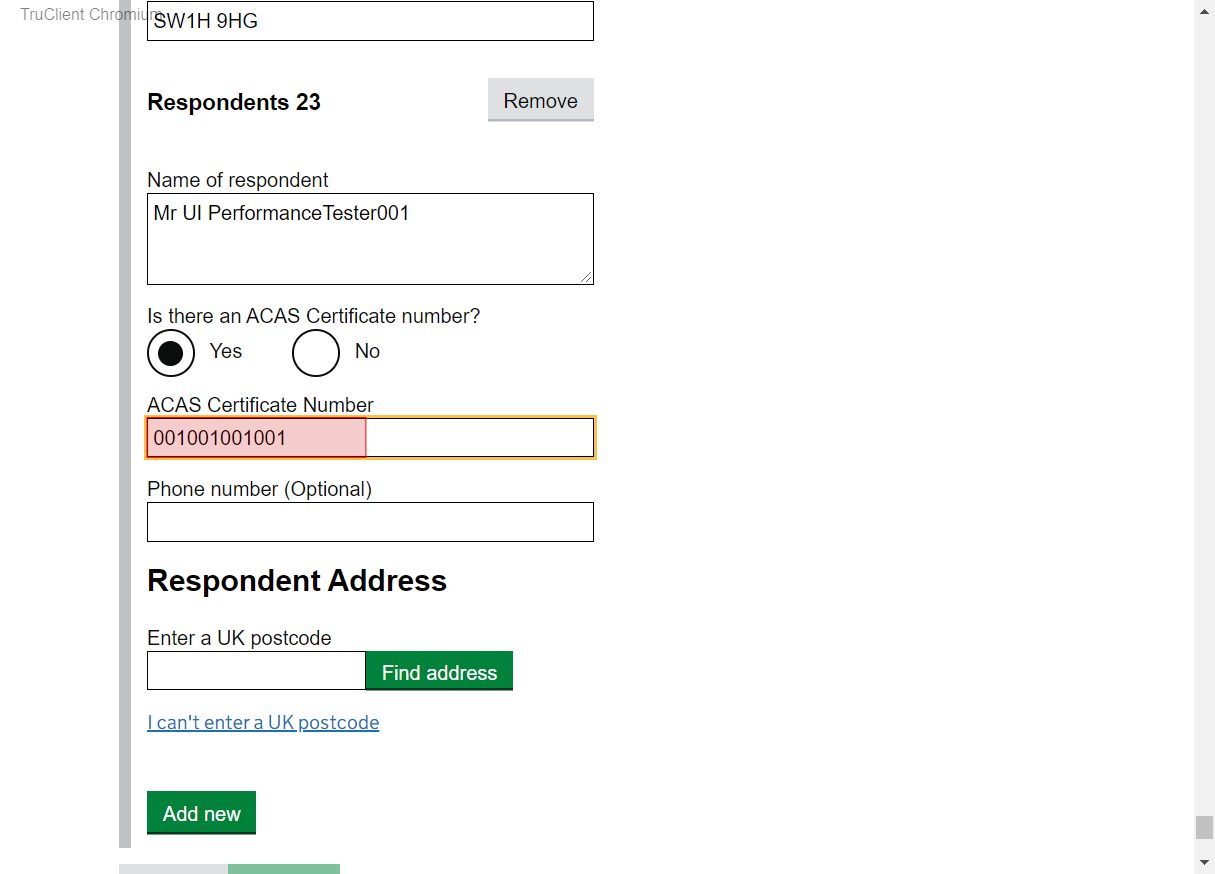 TruClient Chromium
SW1H 9HG
Respondents 23
Remove
Name of respondent
Mr UI PerformanceTester001
Is there an ACAS Certificate number?
Yes
No
ACAS Certificate Number
001001001001
Phone number (Optional)
Respondent Address
Enter a UK postcode
Find address
I can't enter a UK postcode
Add new